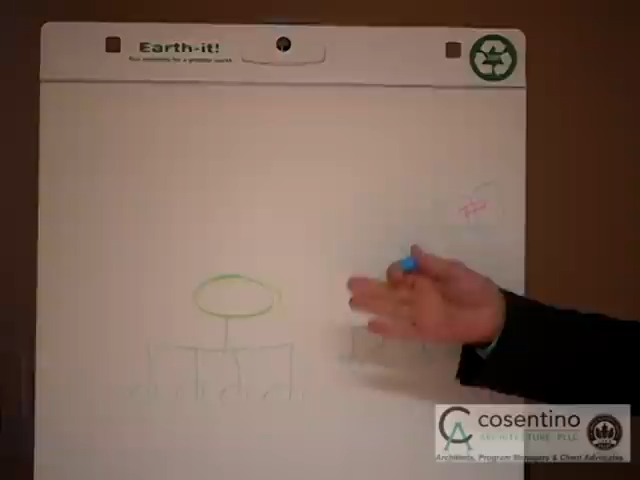 Earth-it!
#
cosentino
ARCHITECTURE PLLC
Architects, Program Managers & Client Advocates